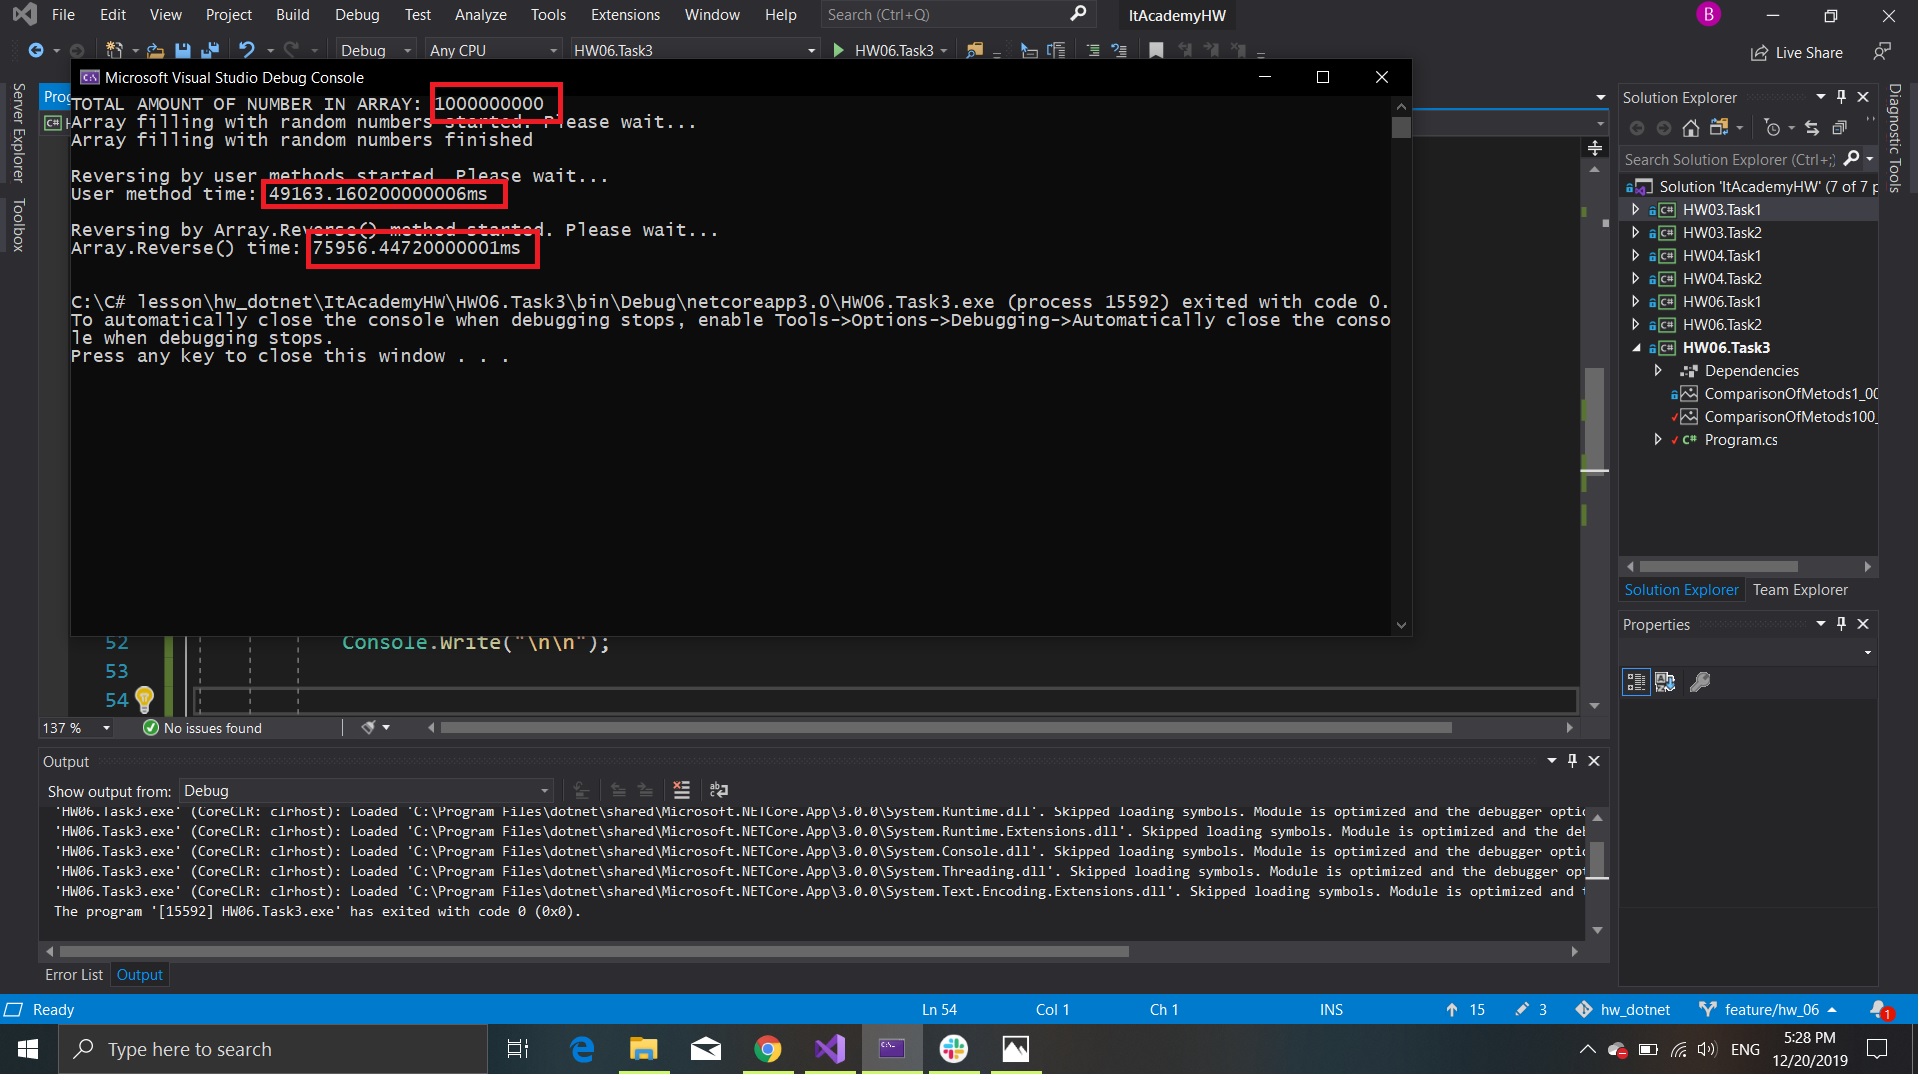 File Edit View Project Build Debug Test Analyze Tools Extensions Window Help Search (Ctrl+Q) ItAcademyHW B
Debug Any CPU HW06.Task3 HW06.Task3 Live Share
Microsoft Visual Studio Debug Console
Server Explorer
Toolbox
TOTAL AMOUNT OF NUMBER IN ARRAY: 1000000000
Array filling with random numbers started. Please wait...
Array filling with random numbers finished
Reversing by user methods started. Please wait...
User method time: 49163.160200000006ms
Reversing by Array.Reverse() method started. Please wait...
Array.Reverse() time: 75956.44720000001ms
C:\C# lesson\hw_dotnet\ItAcademyHW\HW06.Task3\bin\Debug\netcoreapp3.0\HW06.Task3.exe (process 15592) exited with code 0.
To automatically close the console when debugging stops, enable Tools->Options->Debugging->Automatically close the conso
le when debugging stops.
Press any key to close this window . . .
52 Console.Write("\n\n");
53
54
137 % No issues found
Solution Explorer
Search Solution Explorer (Ctrl+;)
Solution 'ItAcademyHW' (7 of 7 p
HW03.Task1
HW03.Task2
HW04.Task1
HW04.Task2
HW06.Task1
HW06.Task2
HW06.Task3
Dependencies
ComparisonOfMetods1_00
ComparisonOfMetods100_
C# Program.cs
Solution Explorer Team Explorer
Properties
Diagnostic Tools
Output
Show output from: Debug
'HW06.Task3.exe' (CoreCLR: clrhost): Loaded 'C:\Program Files\dotnet\shared\Microsoft.NETCore.App\3.0.0\System.Runtime.dll'. Skipped loading symbols. Module is optimized and the debugger optic
'HW06.Task3.exe' (CoreCLR: clrhost): Loaded 'C:\Program Files\dotnet\shared\Microsoft.NETCore.App\3.0.0\System.Runtime.Extensions.dll'. Skipped loading symbols. Module is optimized and the deb
'HW06.Task3.exe' (CoreCLR: clrhost): Loaded 'C:\Program Files\dotnet\shared\Microsoft.NETCore.App\3.0.0\System.Console.dll'. Skipped loading symbols. Module is optimized and the debugger optic
'HW06.Task3.exe' (CoreCLR: clrhost): Loaded 'C:\Program Files\dotnet\shared\Microsoft.NETCore.App\3.0.0\System.Threading.dll'. Skipped loading symbols. Module is optimized and the debugger opt
'HW06.Task3.exe' (CoreCLR: clrhost): Loaded 'C:\Program Files\dotnet\shared\Microsoft.NETCore.App\3.0.0\System.Text.Encoding.Extensions.dll'. Skipped loading symbols. Module is optimized and
The program '[15592] HW06.Task3.exe' has exited with code 0 (0x0).
Error List Output
Ready Ln 54 Col 1 Ch 1 INS 15 3 hw_dotnet feature/hw_06 1
Type here to search ENG 5:28 PM
12/20/2019